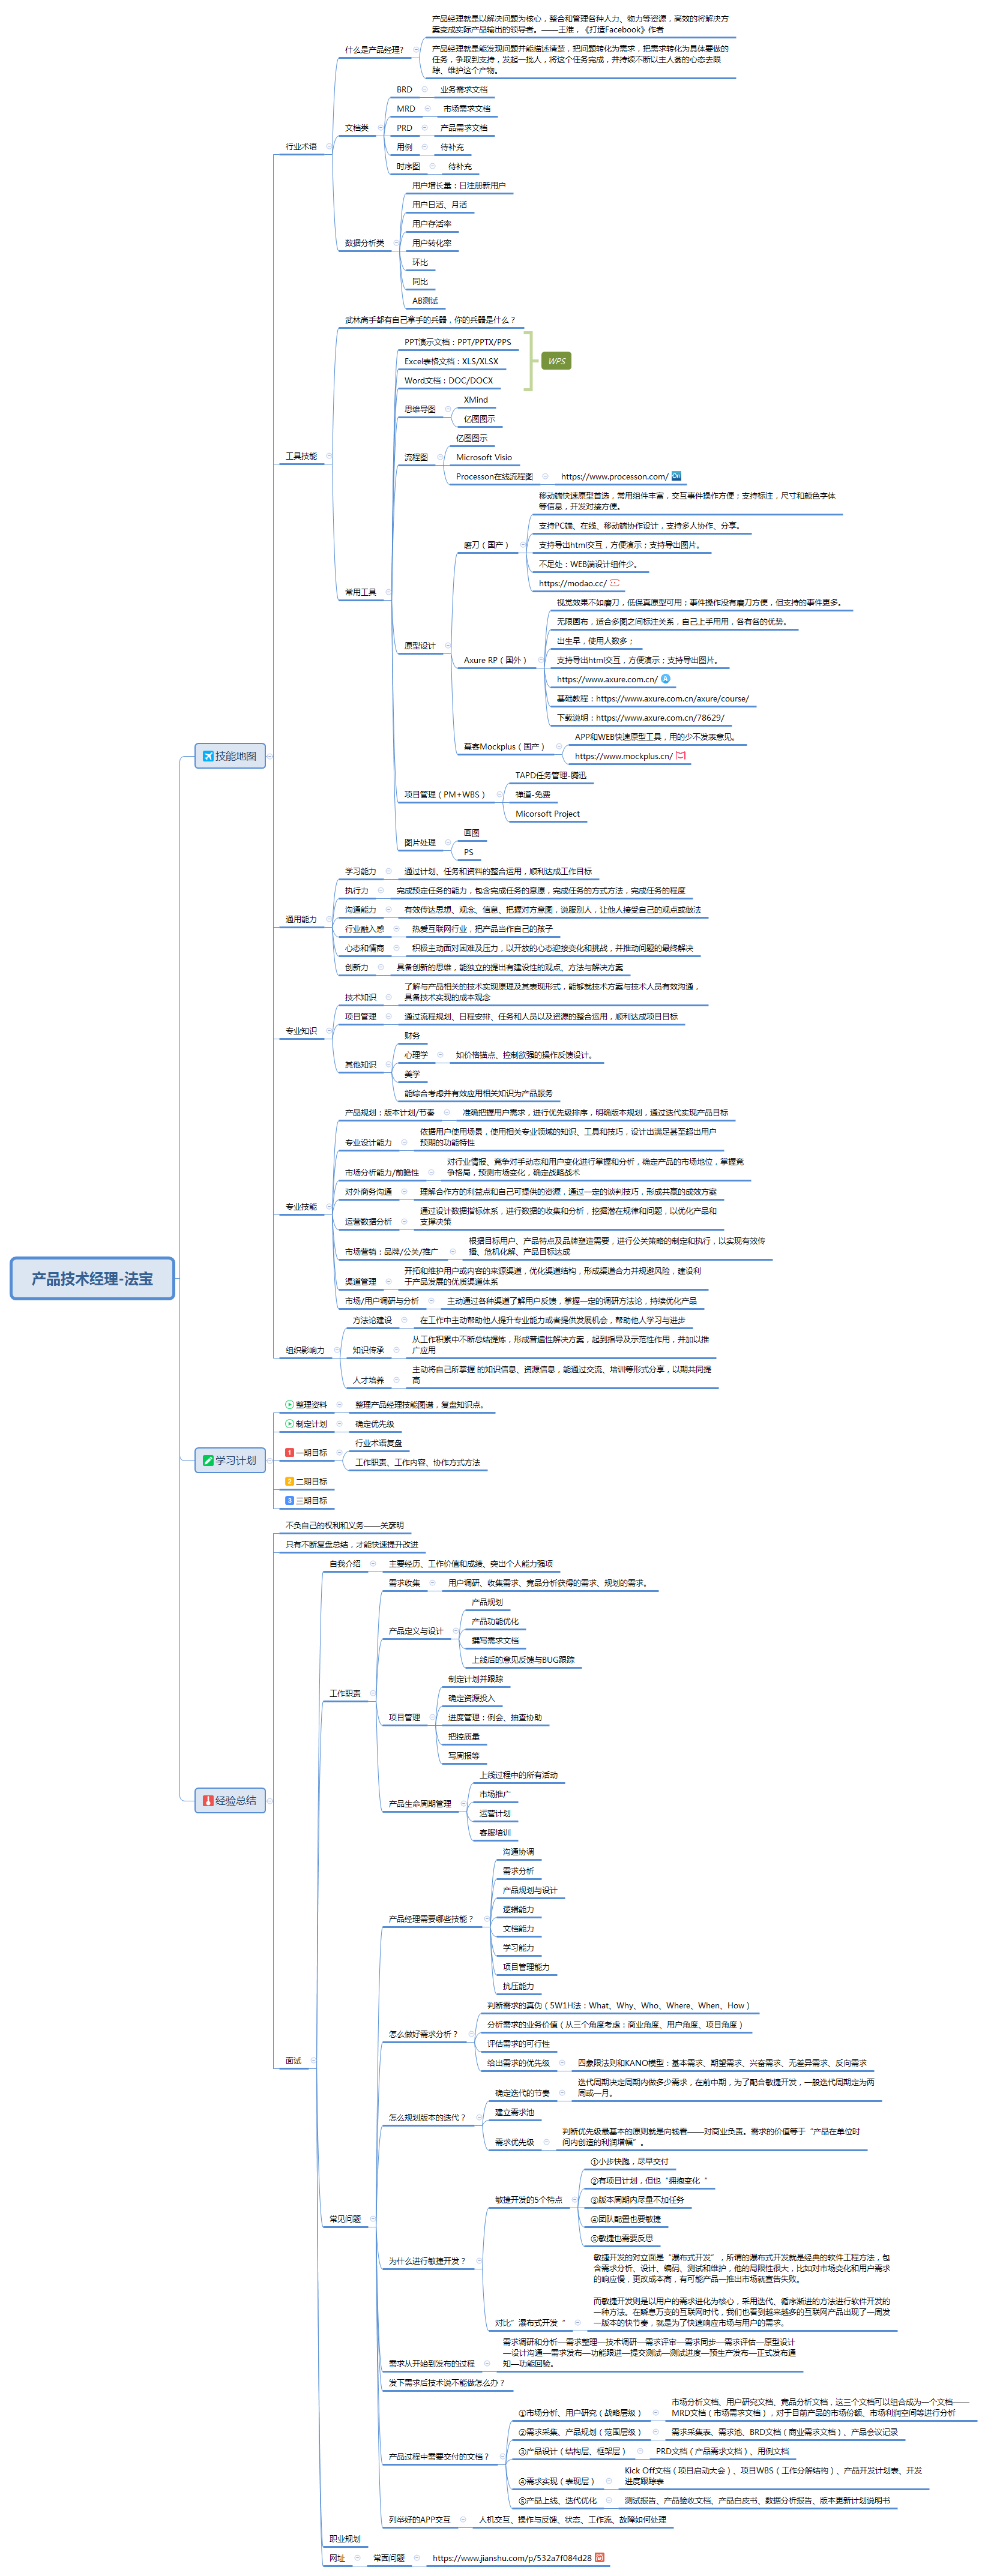 产品技术经理-法宝
技能地图
行业术语
什么是产品经理?
产品经理就是以解决问题为核心，整合和管理各种人力、物力等资源，高效的将解决方
案变成实际产品输出的领导者。——王淮，《打造Facebook》作者
产品经理就是能发现问题并能描述清楚，把问题转化为需求，把需求转化为具体要做的
任务，争取到支持，发起一批人，将这个任务完成，并持续不断以主人翁的心态去跟
踪、维护这个产物。
文档类
BRD
业务需求文档
MRD
市场需求文档
PRD
产品需求文档
用例
待补充
时序图
待补充
数据分析类
用户增长量：日注册新用户
用户日活、月活
用户存活率
用户转化率
环比
同比
AB测试
工具技能
武林高手都有自己拿手的兵器，你的兵器是什么？
常用工具
PPT演示文档：PPT/PPTX/PPS
Excel表格文档：XLS/XLSX
Word文档：DOC/DOCX
WPS
思维导图
XMind
亿图图示
流程图
亿图图示
Microsoft Visio
Processon在线流程图
https://www.processon.com/
On
原型设计
磨刀（国产）
移动端快速原型首选，常用组件丰富，交互事件操作方便；支持标注，尺寸和颜色字体
等信息，开发对接方便。
支持PC端、在线、移动端协作设计，支持多人协作、分享。
支持导出html交互，方便演示；支持导出图片。
不足处：WEB端设计组件少。
https://modao.cc/
Axure RP（国外）
视觉效果不如磨刀，低保真原型可用；事件操作没有磨刀方便，但支持的事件更多。
无限画布，适合多图之间标注关系，自己上手用用，各有各的优势。
出生早，使用人数多；
支持导出html交互，方便演示；支持导出图片。
https://www.axure.com.cn/
基础教程：https://www.axure.com.cn/axure/course/
下载说明：https://www.axure.com.cn/78629/
幕客Mockplus（国产）
APP和WEB快速原型工具，用的少不发表意见。
https://www.mockplus.cn/
项目管理（PM+WBS）
TAPD任务管理-腾迅
禅道-免费
Micorsoft Project
图片处理
画图
PS
通用能力
学习能力
通过计划、任务和资料的整合运用，顺利达成工作目标
执行力
完成预定任务的能力，包含完成任务的意愿，完成任务的方式方法，完成任务的程度
沟通能力
有效传达思想、观念、信息、把握对方意图，说服别人，让他人接受自己的观点或做法
行业融入感
热爱互联网行业，把产品当作自己的孩子
心态和情商
积极主动面对困难及压力，以开放的心态迎接变化和挑战，并推动问题的最终解决
创新力
具备创新的思维，能独立的提出有建设性的观点、方法与解决方案
专业知识
技术知识
了解与产品相关的技术实现原理及其表现形式，能够就技术方案与技术人员有效沟通，
具备技术实现的成本观念
项目管理
通过流程规划、日程安排、任务和人员以及资源的整合运用，顺利达成项目目标
其他知识
财务
心理学
如价格锚点、控制欲强的操作反馈设计。
美学
能综合考虑并有效应用相关知识为产品服务
专业技能
产品规划：版本计划/节奏
准确把握用户需求，进行优先级排序，明确版本规划，通过迭代实现产品目标
专业设计能力
依据用户使用场景，使用相关专业领域的知识、工具和技巧，设计出满足甚至超出用户
预期的功能特性
市场分析能力/前瞻性
对行业情报、竞争对手动态和用户变化进行掌握和分析，确定产品的市场地位，掌握竞
争格局，预测市场变化，确定战略战术
对外商务沟通
理解合作方的利益点和自己可提供的资源，通过一定的谈判技巧，形成共赢的成效方案
运营数据分析
通过设计数据指标体系，进行数据的收集和分析，挖掘潜在规律和问题，以优化产品和
支撑决策
市场营销：品牌/公关/推广
根据目标用户、产品特点及品牌塑造需要，进行公关策略的制定和执行，以实现有效传
播、危机化解、产品目标达成
渠道管理
开拓和维护用户或内容的来源渠道，优化渠道结构，形成渠道合力并规避风险，建设利
于产品发展的优质渠道体系
市场/用户调研与分析
主动通过各种渠道了解用户反馈，掌握一定的调研方法论，持续优化产品
组织影响力
方法论建设
在工作中主动帮助他人提升专业能力或者提供发展机会，帮助他人学习与进步
知识传承
从工作积累中不断总结提炼，形成普遍性解决方案，起到指导及示范性作用，并加以推
广应用
人才培养
主动将自己所掌握 的知识信息、资源信息，能通过交流、培训等形式分享，以期共同提
高
学习计划
整理资料
整理产品经理技能图谱，复盘知识点。
制定计划
确定优先级
1 一期目标
行业术语复盘
工作职责、工作内容、协作方式方法
2 二期目标
3 三期目标
经验总结
不负自己的权利和义务——关彦明
只有不断复盘总结，才能快速提升改进
面试
自我介绍
主要经历、工作价值和成绩、突出个人能力强项
工作职责
需求收集
用户调研、收集需求、竞品分析获得的需求、规划的需求。
产品定义与设计
产品规划
产品功能优化
撰写需求文档
上线后的意见反馈与BUG跟踪
项目管理
制定计划并跟踪
确定资源投入
进度管理：例会、抽查协助
把控质量
写周报等
产品生命周期管理
上线过程中的所有活动
市场推广
运营计划
客服培训
常见问题
产品经理需要哪些技能？
沟通协调
需求分析
产品规划与设计
逻辑能力
文档能力
学习能力
项目管理能力
抗压能力
怎么做好需求分析？
判断需求的真伪（5W1H法：What、Why、Who、Where、When、How）
分析需求的业务价值（从三个角度考虑：商业角度、用户角度、项目角度）
评估需求的可行性
给出需求的优先级
四象限法则和KANO模型：基本需求、期望需求、兴奋需求、无差异需求、反向需求
怎么规划版本的迭代？
确定迭代的节奏
迭代周期决定周期内做多少需求，在前中期，为了配合敏捷开发，一般迭代周期定为两
周或一月。
建立需求池
需求优先级
判断优先级最基本的原则就是向钱看——对商业负责。需求的价值等于“产品在单位时
间内创造的利润增幅”。
为什么进行敏捷开发？
敏捷开发的5个特点
①小步快跑，尽早交付
②有项目计划，但也“拥抱变化 “
③版本周期内尽量不加任务
④团队配置也要敏捷
⑤敏捷也需要反思
对比”瀑布式开发 “
敏捷开发的对立面是“瀑布式开发”，所谓的瀑布式开发就是经典的软件工程方法，包
含需求分析、设计、编码、测试和维护，他的局限性很大，比如对市场变化和用户需求
的响应慢，更改成本高，有可能产品一推出市场就宣告失败。
而敏捷开发则是以用户的需求进化为核心，采用迭代、循序渐进的方法进行软件开发的
一种方法。在瞬息万变的互联网时代，我们也看到越来越多的互联网产品出现了一周发
一版本的快节奏，就是为了快速响应市场与用户的需求。
需求从开始到发布的过程
需求调研和分析—需求整理—技术调研—需求评审—需求同步—需求评估—原型设计
—设计沟通—需求发布—功能跟进—提交测试—测试进度—预生产发布—正式发布通
知—功能回验。
发下需求后技术说不能做怎么办？
产品过程中需要交付的文档？
①市场分析、用户研究（战略层级）
市场分析文档、用户研究文档、竞品分析文档，这三个文档可以组合成为一个文档——
MRD文档（市场需求文档），对于目前产品的市场份额、市场利润空间等进行分析
②需求采集、产品规划（范围层级）
需求采集表、需求池、BRD文档（商业需求文档）、产品会议记录
③产品设计（结构层、框架层）
PRD文档（产品需求文档）、用例文档
④需求实现（表现层）
Kick Off文档（项目启动大会）、项目WBS（工作分解结构）、产品开发计划表、开发
进度跟踪表
⑤产品上线、迭代优化
测试报告、产品验收文档、产品白皮书、数据分析报告、版本更新计划说明书
列举好的APP交互
人机交互、操作与反馈、状态、工作流、故障如何处理
职业规划
网址
常面问题
https://www.jianshu.com/p/532a7f084d28
简